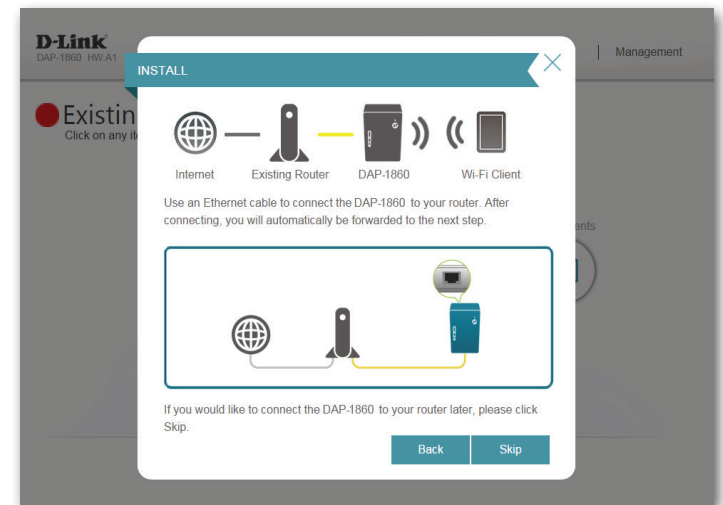 D-Link
DAP-1860 HW:A1
Management
INSTALL
Existin
Click on any it
Internet
Existing Router
DAP-1860
Wi-Fi Client
Use an Ethernet cable to connect the DAP-1860 to your router. After
connecting, you will automatically be forwarded to the next step.
ents
If you would like to connect the DAP-1860 to your router later, please click
Skip.
Back
Skip